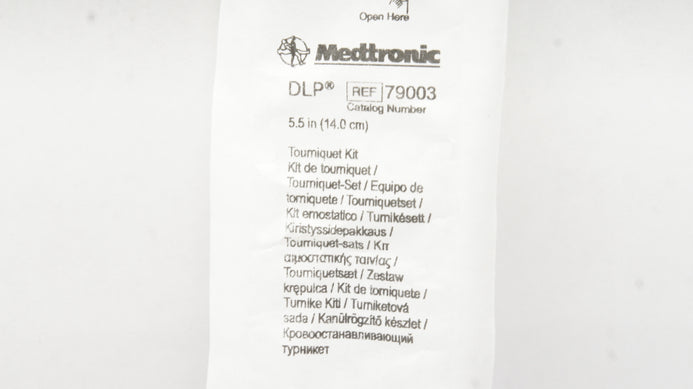 Open Here
Medtronic
DLP® REF 79003
Catalog Number
5.5 in (14.0 cm)
Tourniquet Kit
Kit de tourniquet /
Tourniquet-Set / Equipo de
torniquete / Tourniquetset /
Kit emostatico / Turnikésett /
Kiristyssidepakkaus /
Tourniquet-sats / Κιτ
αιμοστατικής ταινίας /
Tourniquetsæt / Zestaw
krępulca / Kit de torniquete /
Turnike Kiti / Turniketová
sada / Kanülrögzítő készlet /
Кровоостанавливающий
турникет